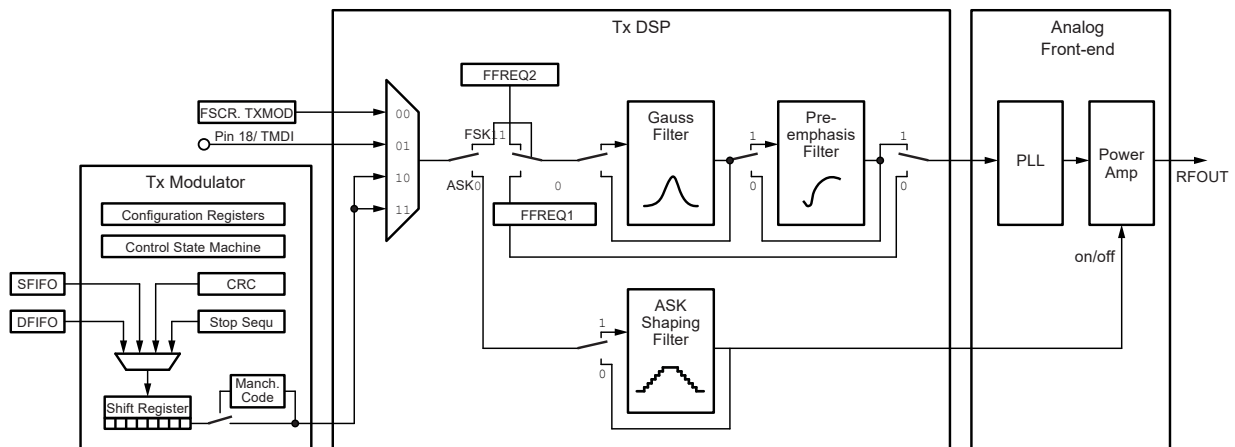 Tx DSP
Analog
Front-end
FFREQ2
FSCR. TXMOD
Pin 18/ TMDI
00
01
10
11
FSK
1
1
ASK
0
0
FFREQ1
Gauss
Filter
1
0
Pre-
emphasis
Filter
1
0
PLL
Power
Amp
RFOUT
on/off
Tx Modulator
Configuration Registers
Control State Machine
SFIFO
CRC
DFIFO
Stop Sequ
Manch.
Code
Shift Register
1
0
ASK
Shaping
Filter